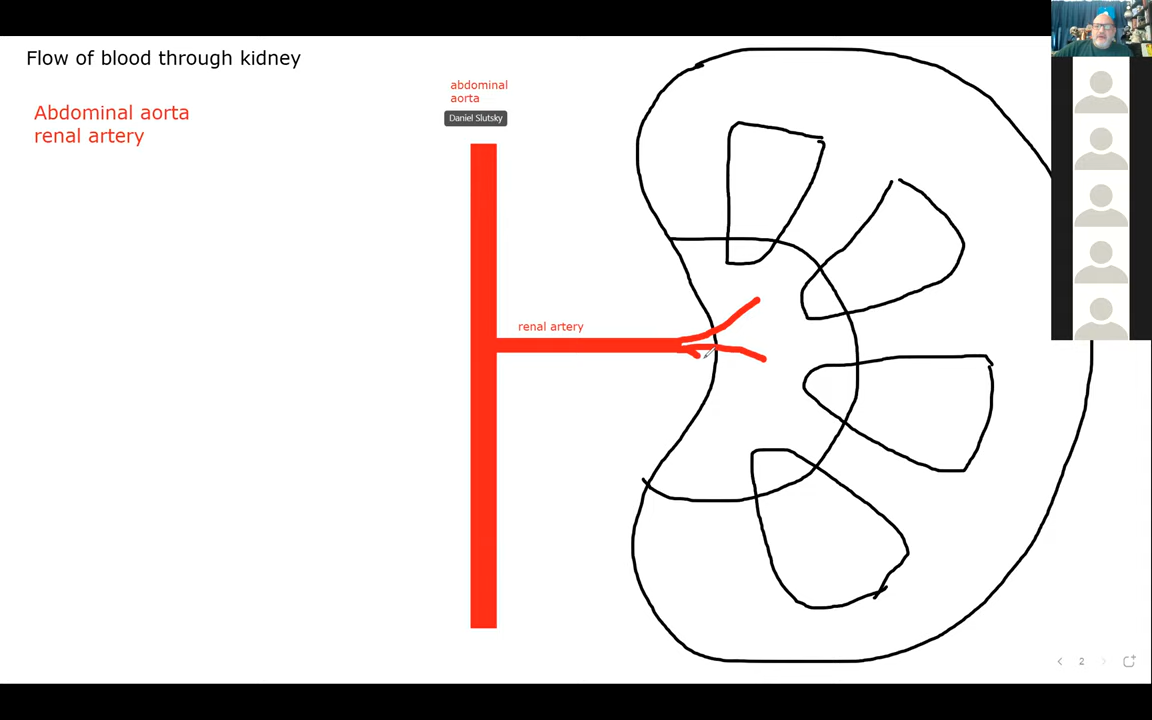 Flow of blood through kidney
Abdominal aorta
renal artery
abdominal
aorta
Daniel Slutsky
renal artery
2